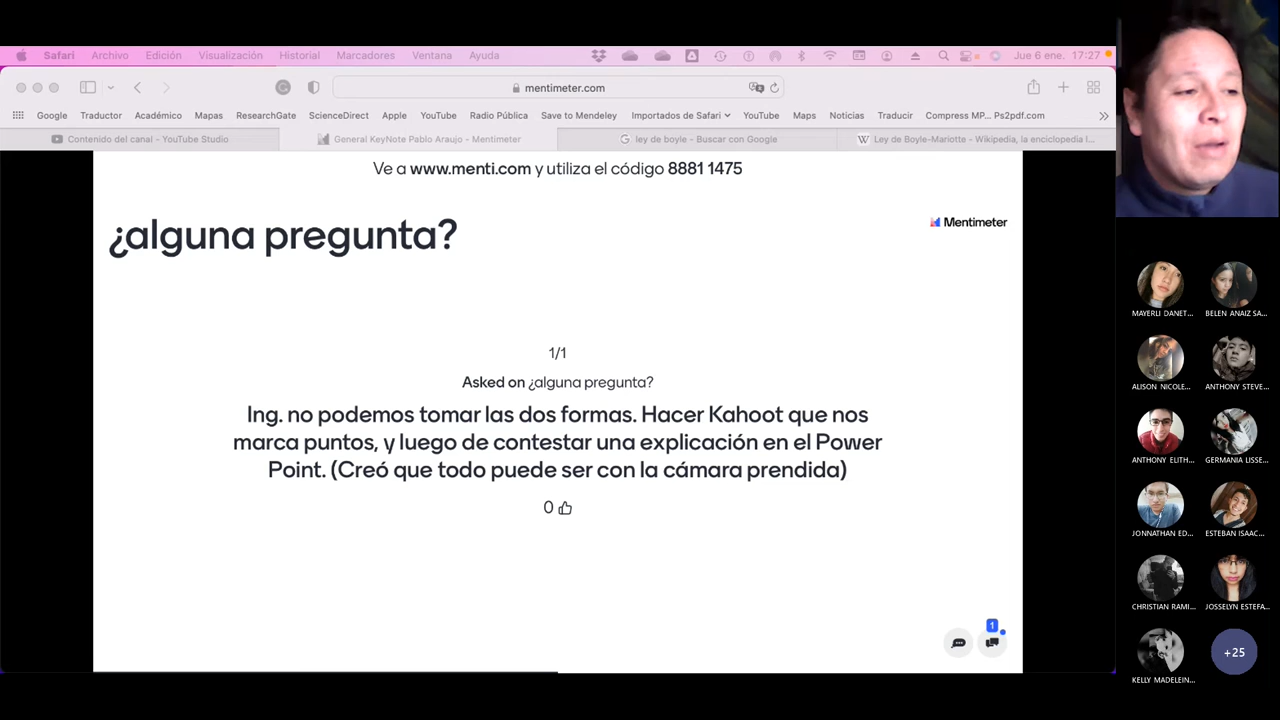 Safari Archivo Edición Visualización Historial Marcadores Ventana Ayuda Jue 6 ene. 17:27
mentimeter.com
Google Traductor Académico Mapas ResearchGate ScienceDirect Apple YouTube Radio Pública Save to Mendeley Importados de Safari YouTube Maps Noticias Traducir Compress MP... Ps2pdf.com
Contenido del canal - YouTube Studio General KeyNote Pablo Araujo - Mentimeter ley de boyle - Buscar con Google Ley de Boyle-Mariotte - Wikipedia, la enciclopedia l...
Ve a www.menti.com y utiliza el código 8881 1475
¿alguna pregunta?
Mentimeter
1/1
Asked on ¿alguna pregunta?
Ing. no podemos tomar las dos formas. Hacer Kahoot que nos
marca puntos, y luego de contestar una explicación en el Power
Point. (Creó que todo puede ser con la cámara prendida)
0
1
MAYERLI DANET... BELEN ANAIZ SA...
ALISON NICOLE... ANTHONY STEVE...
ANTHONY ELITH... GERMANIA LISSE...
JONNATHAN ED... ESTEBAN ISAAC...
CHRISTIAN RAMI... JOSSELYN ESTEFA...
KELLY MADELEIN... +25